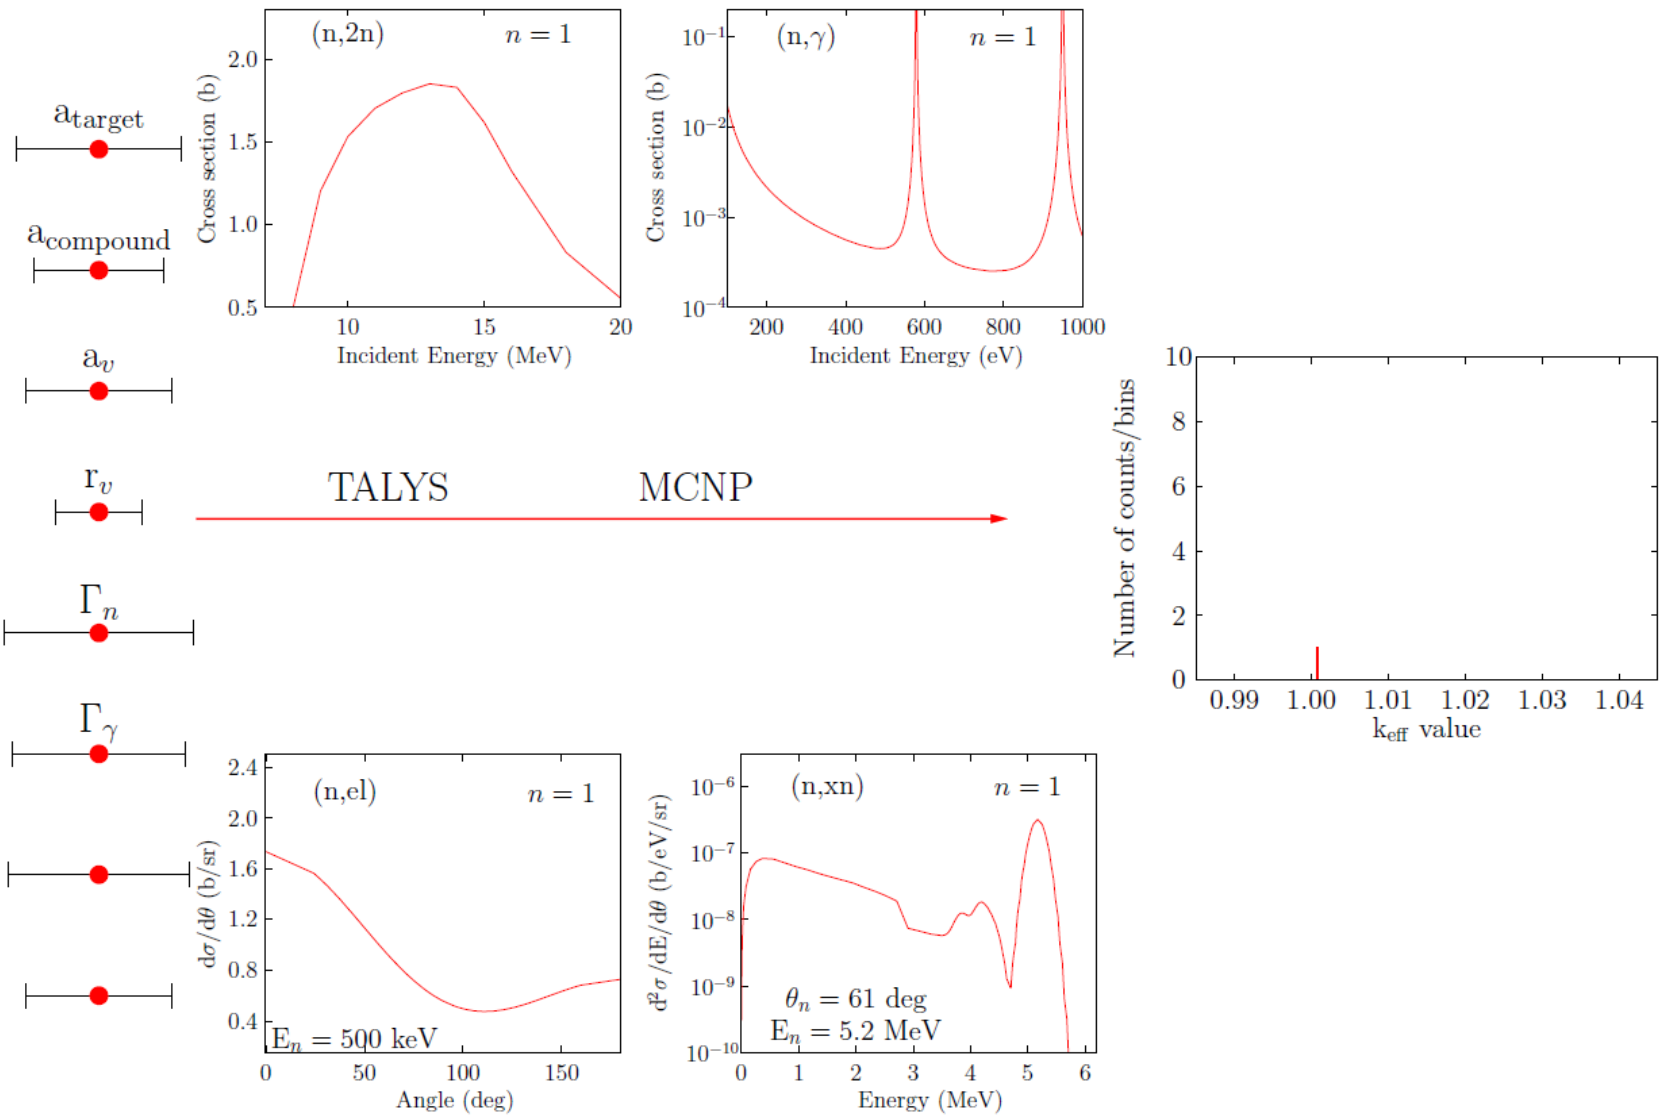 a_target
a_compound
a_v
r_v
Γ_n
Γ_γ
(n,2n) n = 1
Cross section (b)
2.0
1.5
1.0
0.5
10 15 20
Incident Energy (MeV)
(n,γ) n = 1
Cross section (b)
10^−1
10^−2
10^−3
10^−4
200 400 600 800 1000
Incident Energy (eV)
TALYS MCNP
Number of counts/bins
10
8
6
4
2
0
0.99 1.00 1.01 1.02 1.03 1.04
k_eff value
(n,el) n = 1
dσ/dθ (b/sr)
2.4
2.0
1.6
1.2
0.8
0.4
E_n = 500 keV
0 50 100 150
Angle (deg)
(n,xn) n = 1
d²σ/dE/dθ (b/eV/sr)
10^−6
10^−7
10^−8
10^−9
10^−10
θ_n = 61 deg
E_n = 5.2 MeV
0 1 2 3 4 5 6
Energy (MeV)